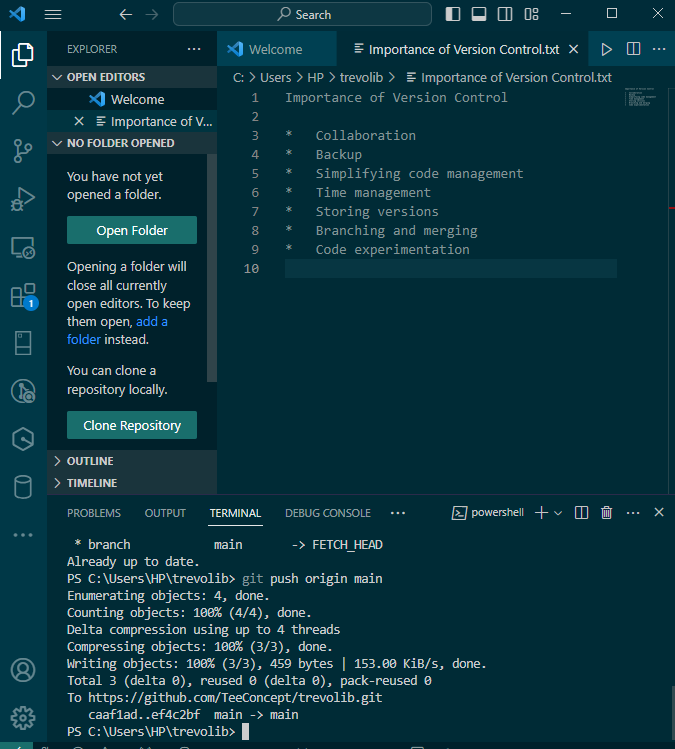 Search
EXPLORER
OPEN EDITORS
Welcome
Importance of V...
NO FOLDER OPENED
You have not yet
opened a folder.
Open Folder
Opening a folder will
close all currently
open editors. To keep
them open, add a
folder instead.
You can clone a
repository locally.
Clone Repository
OUTLINE
TIMELINE
1
Welcome
Importance of Version Control.txt
C: > Users > HP > trevolib > Importance of Version Control.txt
1 Importance of Version Control
2
3 * Collaboration
4 * Backup
5 * Simplifying code management
6 * Time management
7 * Storing versions
8 * Branching and merging
9 * Code experimentation
10
PROBLEMS OUTPUT TERMINAL DEBUG CONSOLE ... powershell
* branch main -> FETCH_HEAD
Already up to date.
PS C:\Users\HP\trevolib> git push origin main
Enumerating objects: 4, done.
Counting objects: 100% (4/4), done.
Delta compression using up to 4 threads
Compressing objects: 100% (3/3), done.
Writing objects: 100% (3/3), 459 bytes | 153.00 KiB/s, done.
Total 3 (delta 0), reused 0 (delta 0), pack-reused 0
To https://github.com/TeeConcept/trevolib.git
caaf1ad..ef4c2bf main -> main
PS C:\Users\HP\trevolib>